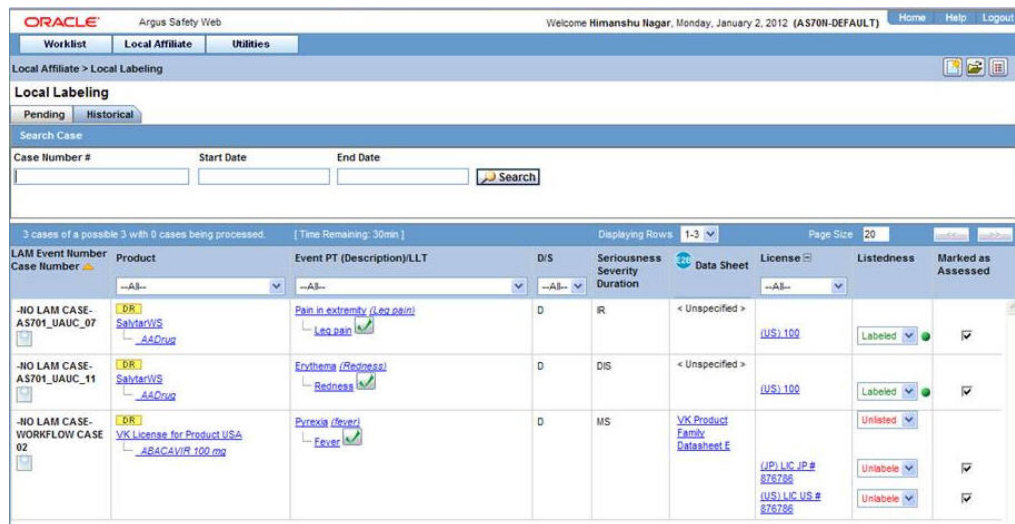 ORACLE Argus Safety Web Welcome Himanshu Nagar, Monday, January 2, 2012 (AS70N-DEFAULT) Home Help Logout
Worklist Local Affiliate Utilities
Local Affiliate > Local Labeling
Local Labeling
Pending Historical
Search Case
Case Number # Start Date End Date
Search
3 cases of a possible 3 with 0 cases being processed. [ Time Remaining: 30min ] Displaying Rows 1-3 Page Size 20 << >>
LAM Event Number Product Event PT (Description)/LLT D/S Seriousness E2B Data Sheet License Listedness Marked as
Case Number Severity Assessed
Duration
--All-- --All-- --All-- --All--
-NO LAM CASE- DR Pain in extremity (Leg pain) D IR < Unspecified >
AS701_UAUC_07 SalytarWS Leg pain (US) 100 Labeled
AADrug
-NO LAM CASE- DR Erythema (Redness) D DIS < Unspecified >
AS701_UAUC_11 SalytarWS Redness (US) 100 Labeled
AADrug
-NO LAM CASE- DR Pyrexia (fever) D MS VK Product Unlisted
WORKFLOW CASE VK License for Product USA Fever Family
02 ABACAVIR 100 mg Datasheet E
(JP) LIC JP # Unlabele
876786
(US) LIC US # Unlabele
876786